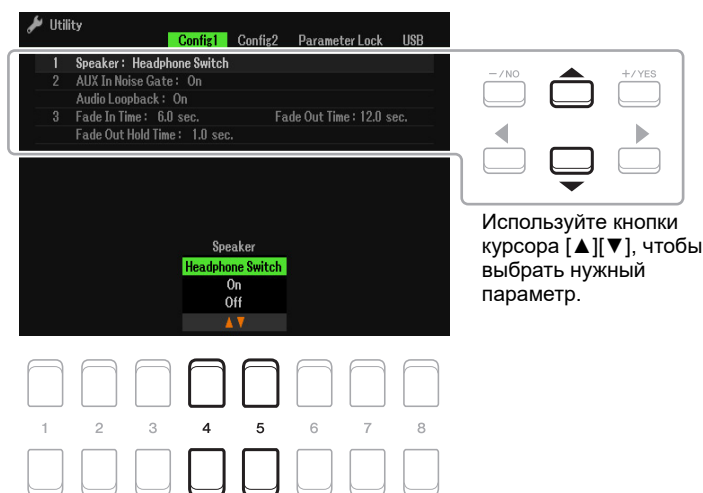 Utility
Config1 Config2 Parameter Lock USB
1 Speaker: Headphone Switch
2 AUX In Noise Gate: On
Audio Loopback: On
3 Fade In Time: 6.0 sec. Fade Out Time: 12.0 sec.
Fade Out Hold Time: 1.0 sec.
−/NO +/YES
Используйте кнопки
курсора [▲][▼], чтобы
выбрать нужный
параметр.
Speaker
Headphone Switch
On
Off
▲▼
1 2 3 4 5 6 7 8